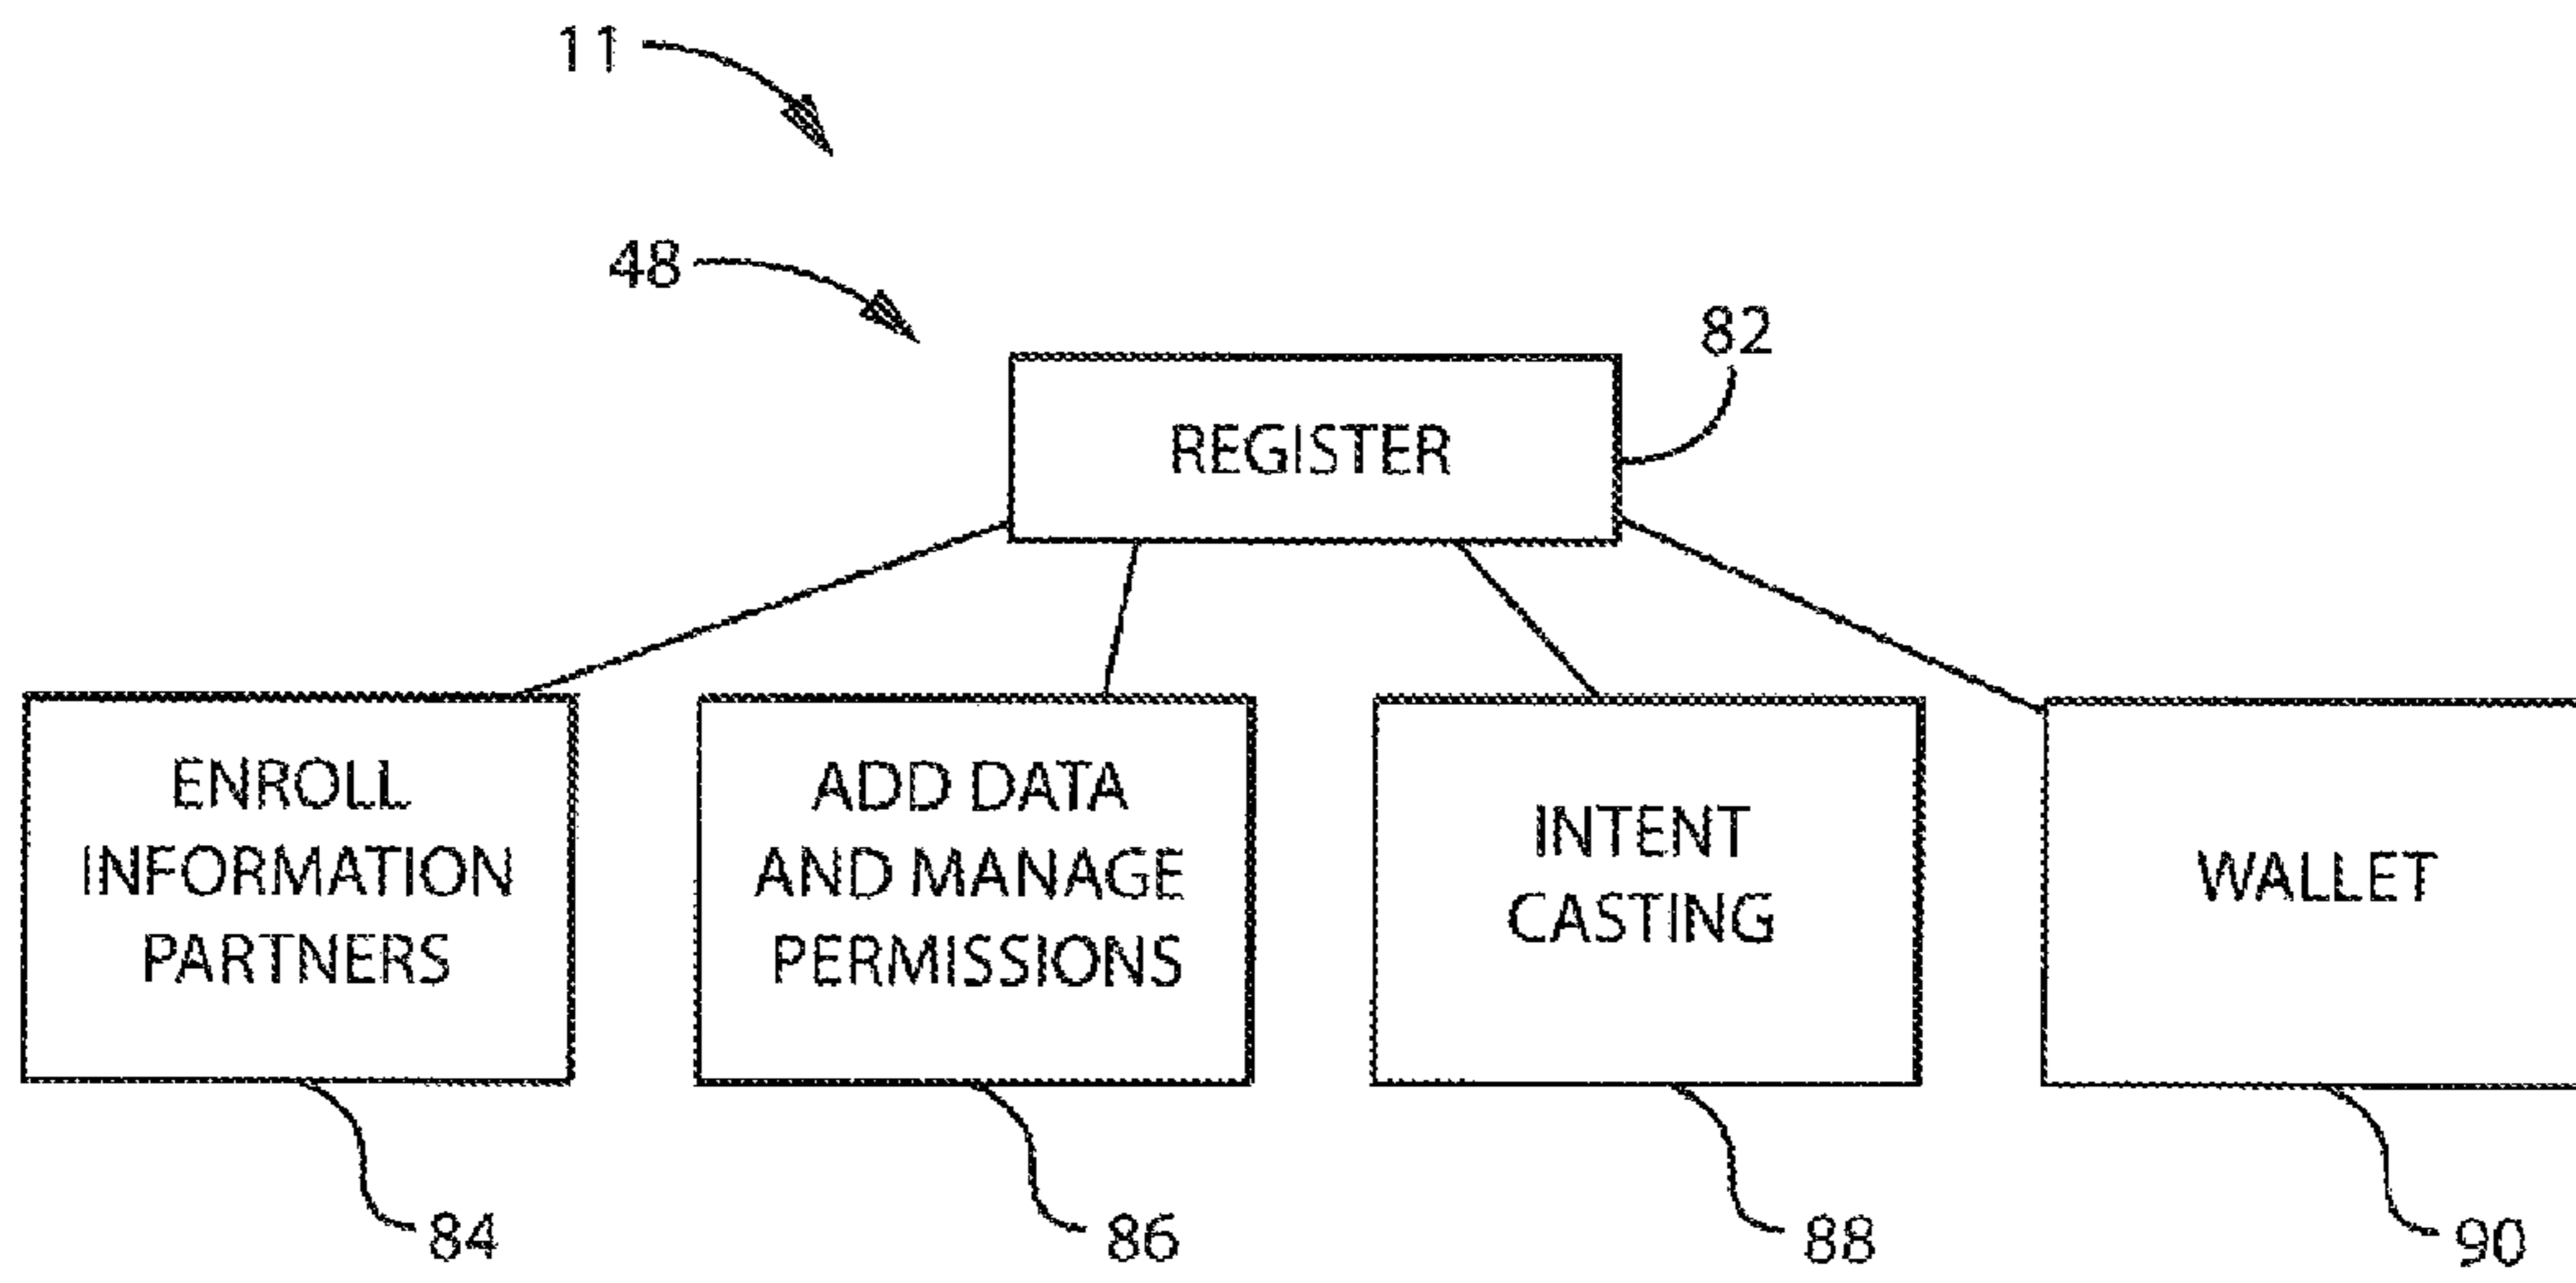 11
48
82
REGISTER
ENROLL
INFORMATION
PARTNERS
ADD DATA
AND MANAGE
PERMISSIONS
INTENT
CASTING
WALLET
84
86
88
90